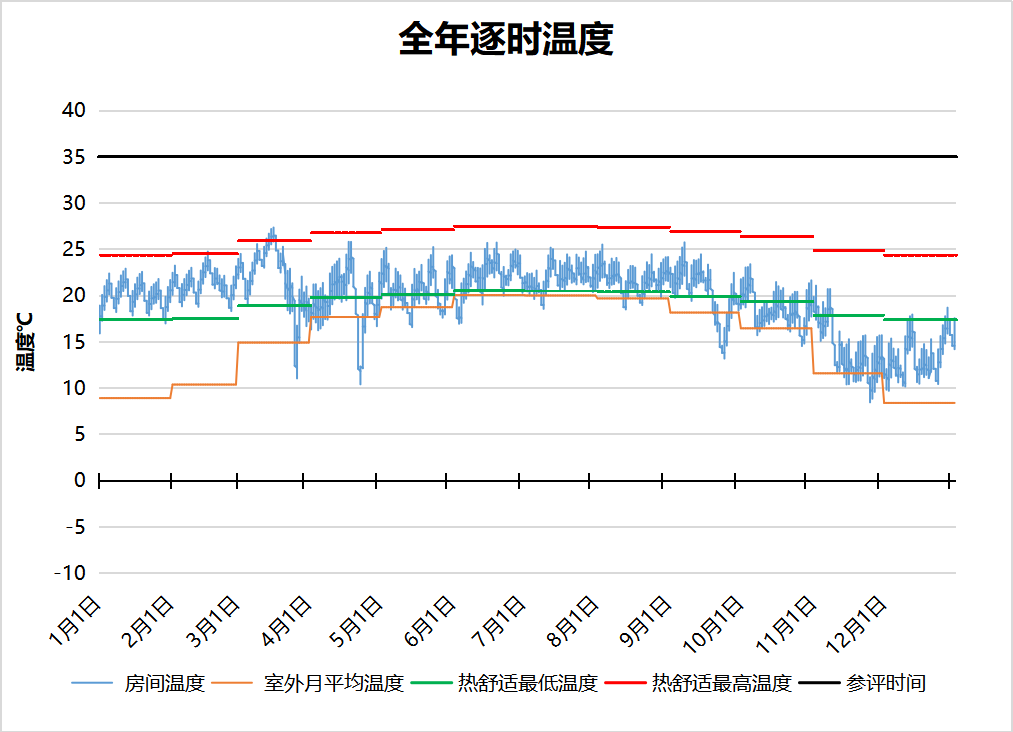 全年逐时温度
温度℃
40
35
30
25
20
15
10
5
0
-5
-10
1月1日
2月1日
3月1日
4月1日
5月1日
6月1日
7月1日
8月1日
9月1日
10月1日
11月1日
12月1日
房间温度 室外月平均温度 热舒适最低温度 热舒适最高温度 参评时间